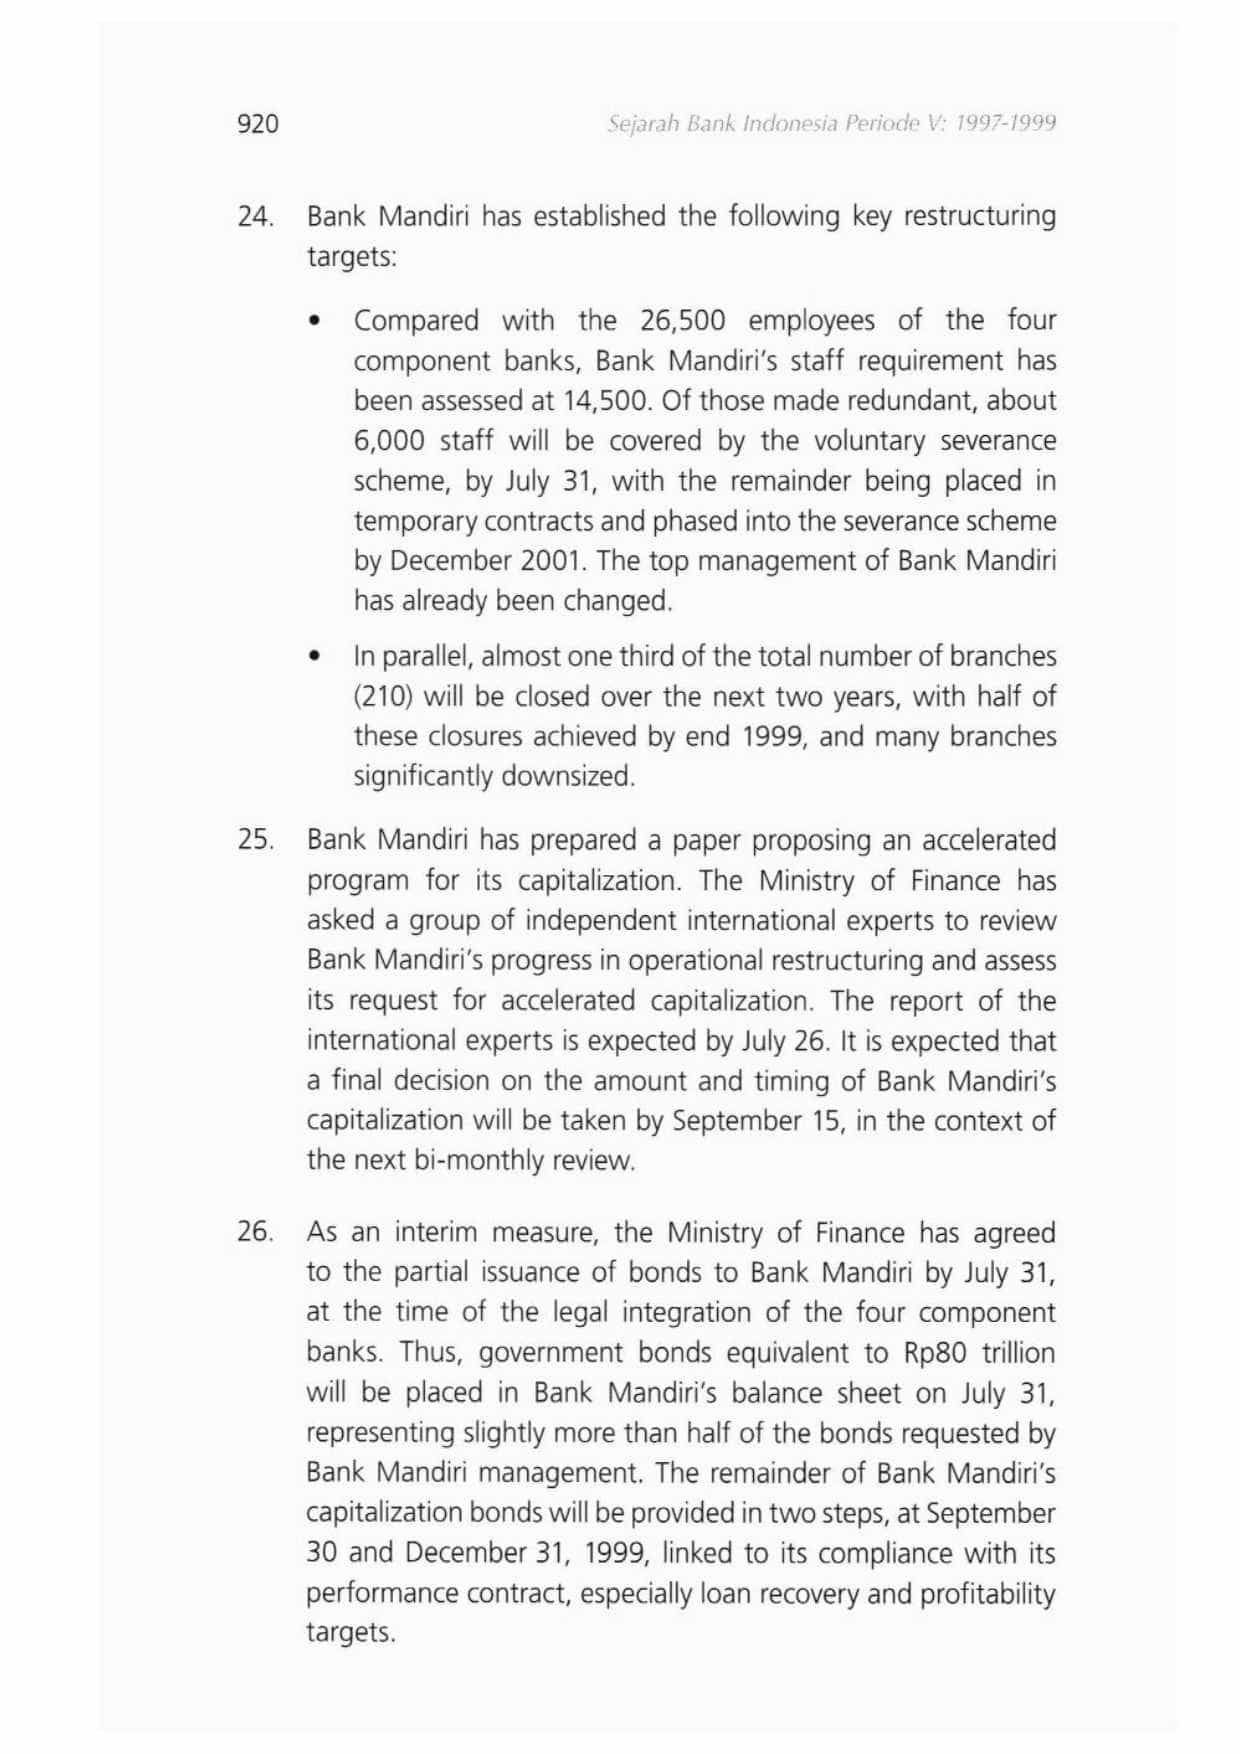 920
Sejarah Bank Indonesia Periode V: 1997-1999
24. Bank Mandiri has established the following key restructuring
targets:
• Compared with the 26,500 employees of the four
component banks, Bank Mandiri's staff requirement has
been assessed at 14,500. Of those made redundant, about
6,000 staff will be covered by the voluntary severance
scheme, by July 31, with the remainder being placed in
temporary contracts and phased into the severance scheme
by December 2001. The top management of Bank Mandiri
has already been changed.
• In parallel, almost one third of the total number of branches
(210) will be closed over the next two years, with half of
these closures achieved by end 1999, and many branches
significantly downsized.
25. Bank Mandiri has prepared a paper proposing an accelerated
program for its capitalization. The Ministry of Finance has
asked a group of independent international experts to review
Bank Mandiri's progress in operational restructuring and assess
its request for accelerated capitalization. The report of the
international experts is expected by July 26. It is expected that
a final decision on the amount and timing of Bank Mandiri's
capitalization will be taken by September 15, in the context of
the next bi-monthly review.
26. As an interim measure, the Ministry of Finance has agreed
to the partial issuance of bonds to Bank Mandiri by July 31,
at the time of the legal integration of the four component
banks. Thus, government bonds equivalent to Rp80 trillion
will be placed in Bank Mandiri's balance sheet on July 31,
representing slightly more than half of the bonds requested by
Bank Mandiri management. The remainder of Bank Mandiri's
capitalization bonds will be provided in two steps, at September
30 and December 31, 1999, linked to its compliance with its
performance contract, especially loan recovery and profitability
targets.